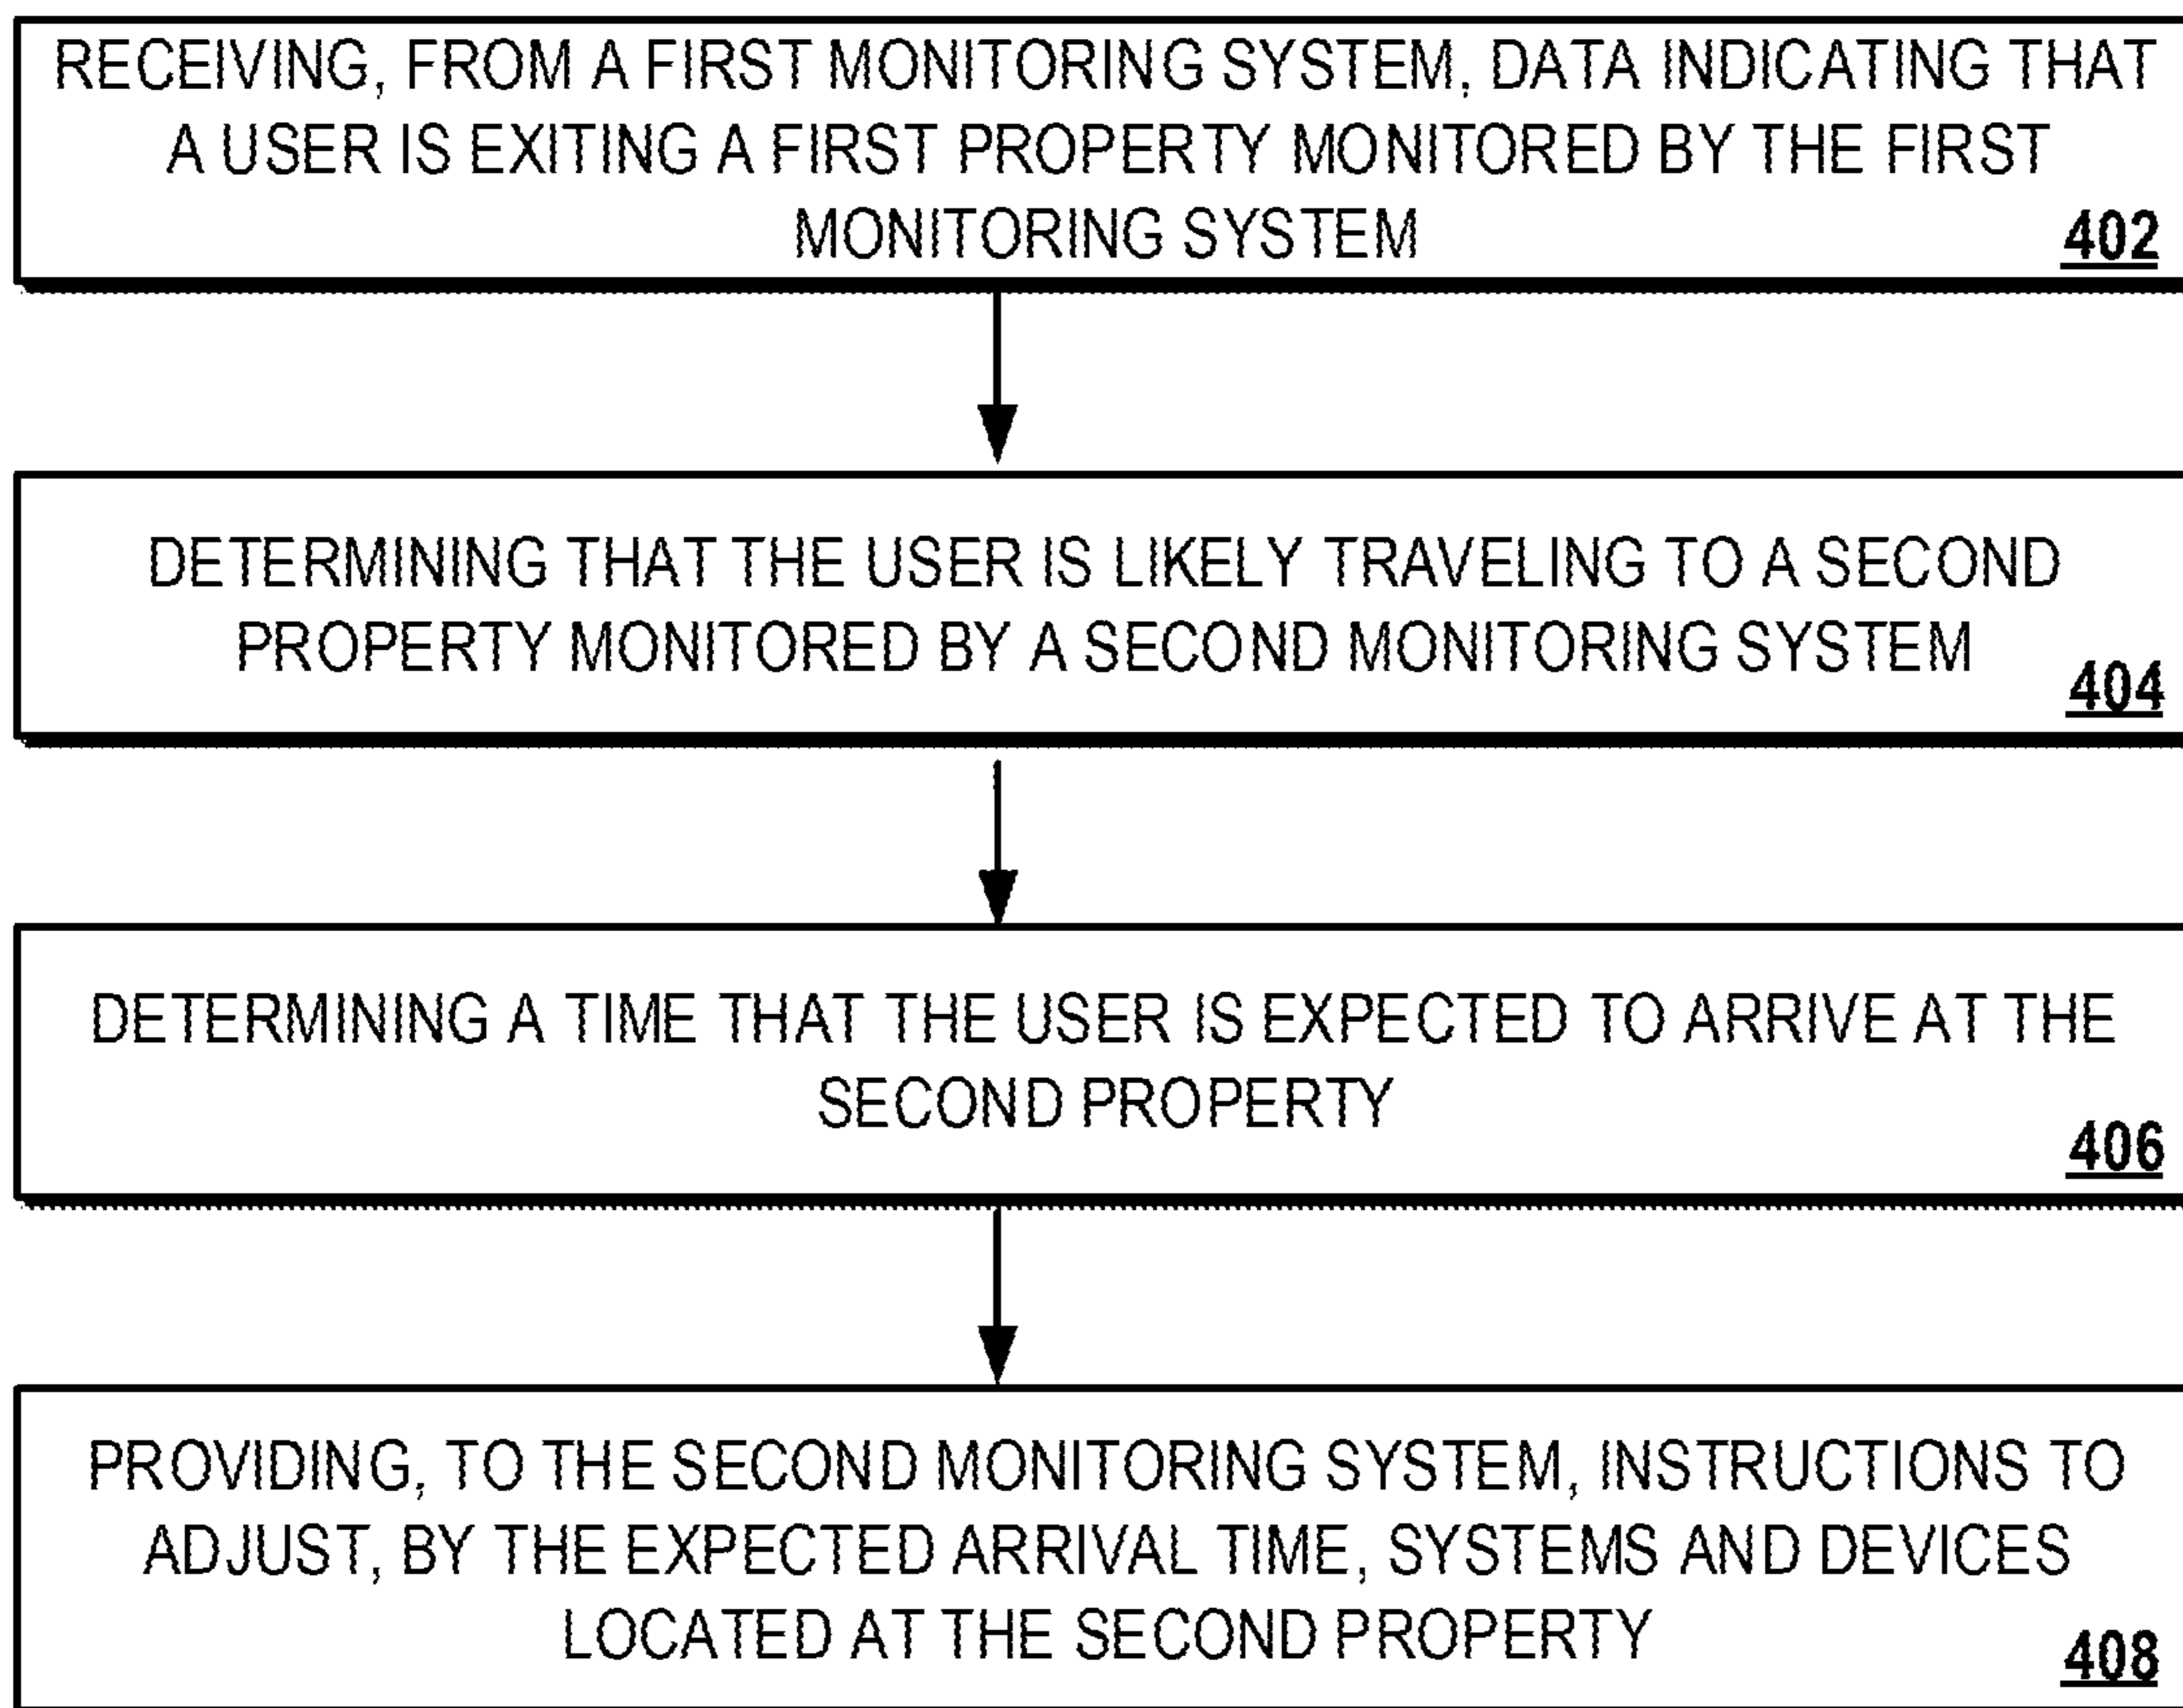 RECEIVING, FROM A FIRST MONITORING SYSTEM, DATA INDICATING THAT
A USER IS EXITING A FIRST PROPERTY MONITORED BY THE FIRST
MONITORING SYSTEM
402
DETERMINING THAT THE USER IS LIKELY TRAVELING TO A SECOND
PROPERTY MONITORED BY A SECOND MONITORING SYSTEM
404
DETERMINING A TIME THAT THE USER IS EXPECTED TO ARRIVE AT THE
SECOND PROPERTY
406
PROVIDING, TO THE SECOND MONITORING SYSTEM, INSTRUCTIONS TO
ADJUST, BY THE EXPECTED ARRIVAL TIME, SYSTEMS AND DEVICES
LOCATED AT THE SECOND PROPERTY
408